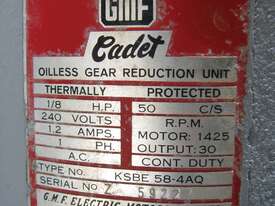 GMF
Cadet
OILLESS GEAR REDUCTION UNIT
THERMALLY PROTECTED
1/8 H.P. 50 C/S
240 VOLTS R.P.M.
1.2 AMPS. MOTOR: 1425
1 PH. OUTPUT: 30
A.C. CONT. DUTY
TYPE NO. KSBE 58-4AQ
SERIAL NO. Z
G.M.F. ELECTRIC